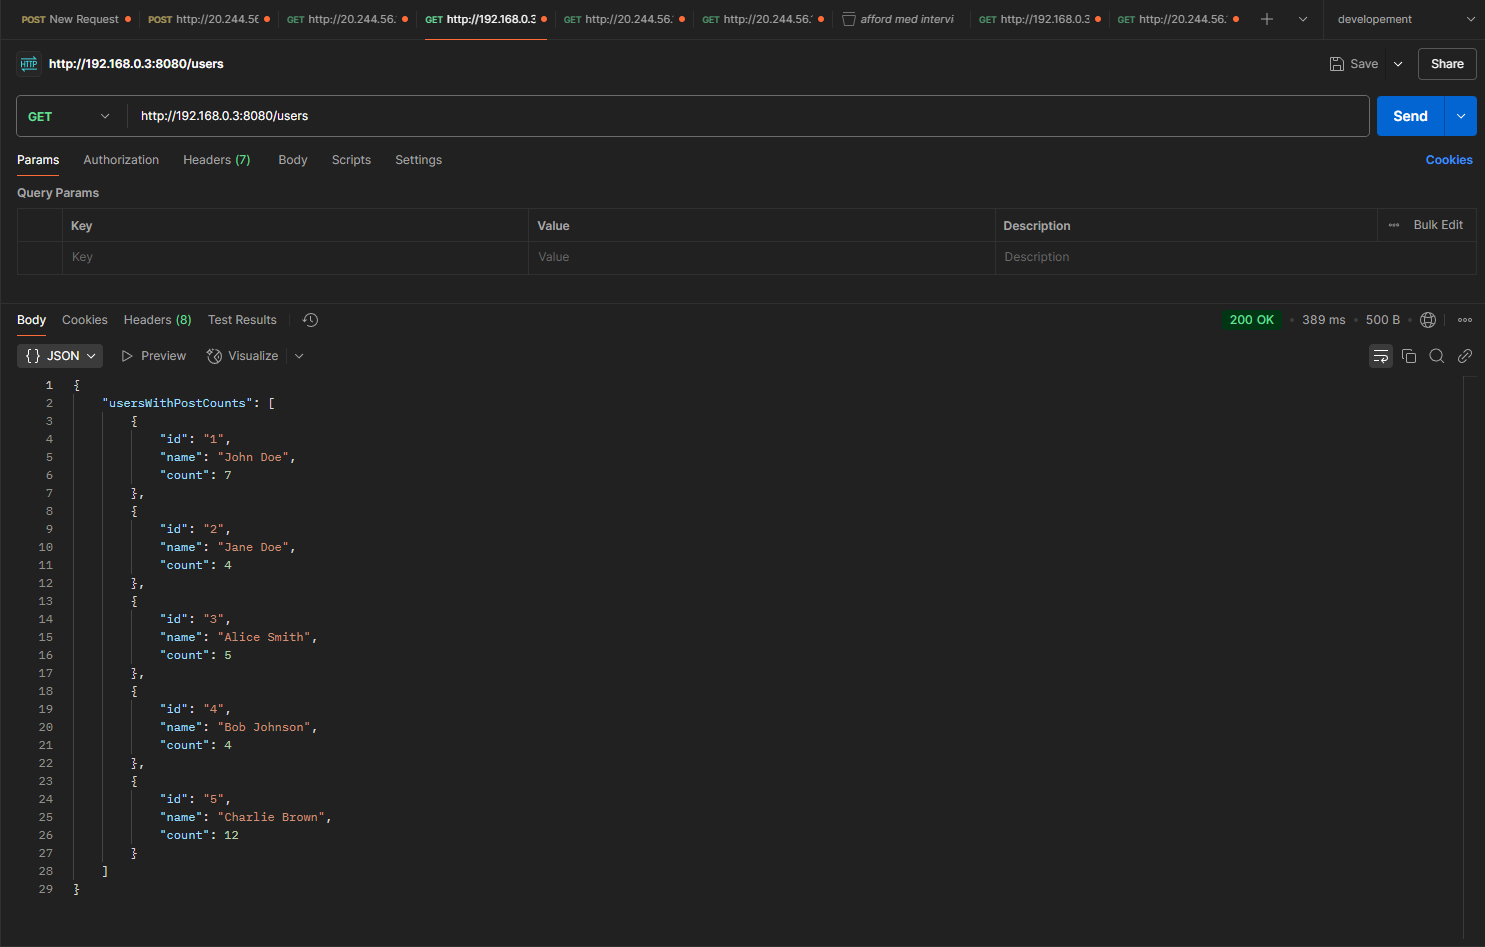 POST New Request POST http://20.244.56 GET http://20.244.56. GET http://192.168.0.3 GET http://20.244.56. GET http://20.244.56. afford med intervi GET http://192.168.0.3 GET http://20.244.56. developement
HTTP http://192.168.0.3:8080/users Save Share
GET http://192.168.0.3:8080/users Send
Params Authorization Headers (7) Body Scripts Settings Cookies
Query Params
Key Value Description Bulk Edit
Key Value Description
Body Cookies Headers (8) Test Results 200 OK 389 ms 500 B
{} JSON Preview Visualize
1 {
2 "usersWithPostCounts": [
3 {
4 "id": "1",
5 "name": "John Doe",
6 "count": 7
7 },
8 {
9 "id": "2",
10 "name": "Jane Doe",
11 "count": 4
12 },
13 {
14 "id": "3",
15 "name": "Alice Smith",
16 "count": 5
17 },
18 {
19 "id": "4",
20 "name": "Bob Johnson",
21 "count": 4
22 },
23 {
24 "id": "5",
25 "name": "Charlie Brown",
26 "count": 12
27 }
28 ]
29 }